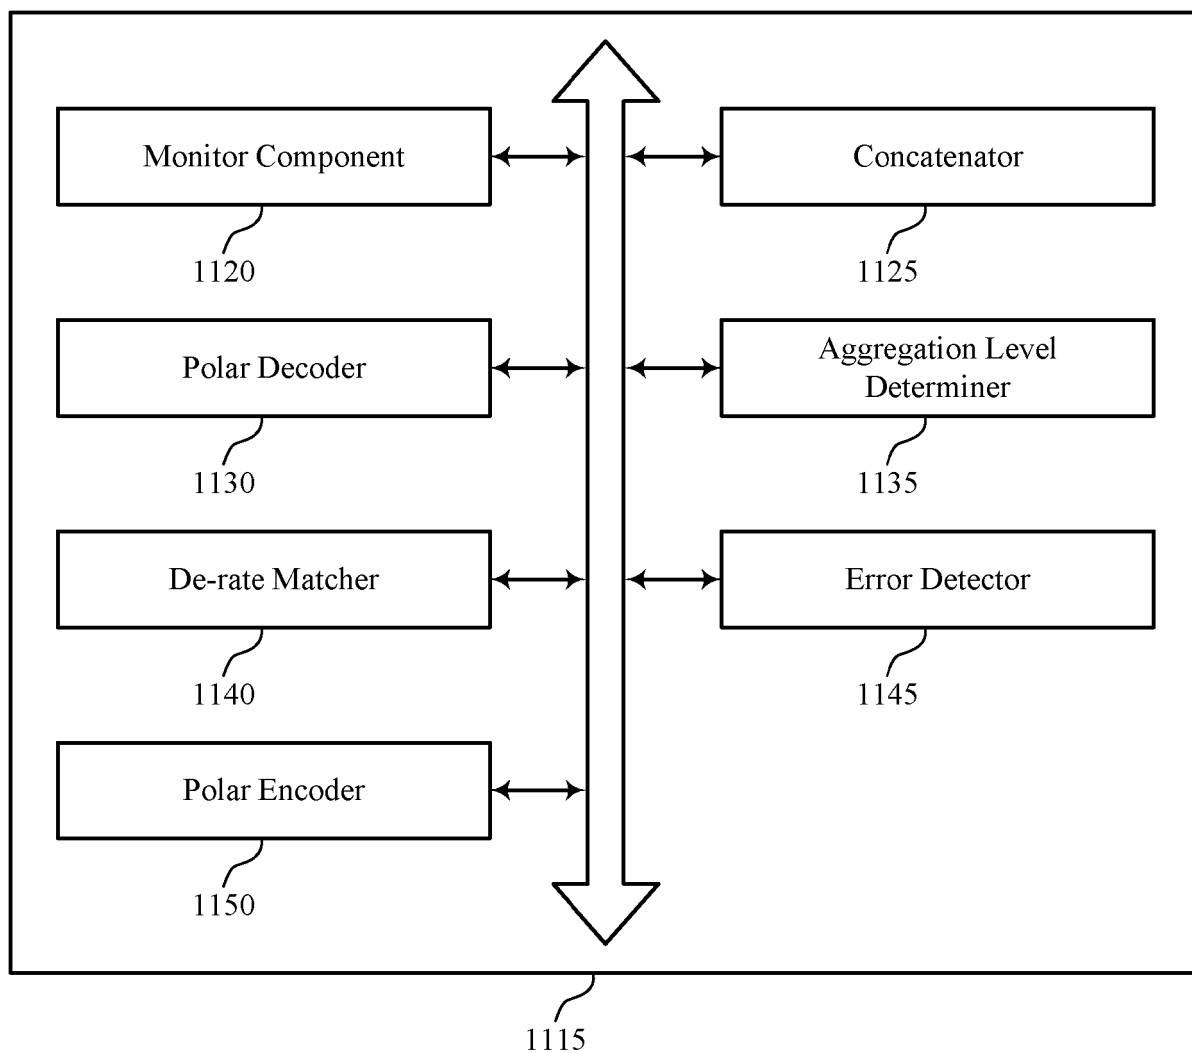 Monitor Component
Concatenator
1120
1125
Polar Decoder
Aggregation Level
Determiner
1130
1135
De-rate Matcher
Error Detector
1140
1145
Polar Encoder
1150
1115